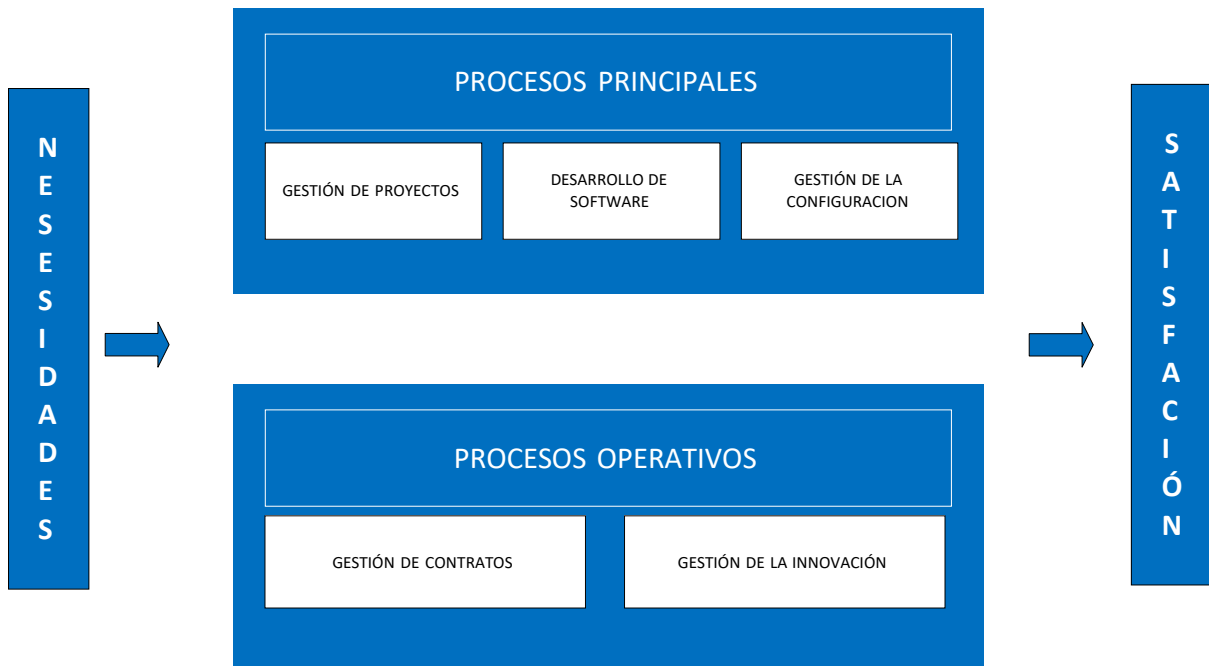 NESESIDADES
PROCESOS PRINCIPALES
GESTIÓN DE PROYECTOS
DESARROLLO DE
SOFTWARE
GESTIÓN DE LA
CONFIGURACION
PROCESOS OPERATIVOS
GESTIÓN DE CONTRATOS
GESTIÓN DE LA INNOVACIÓN
SATISFACIÓN